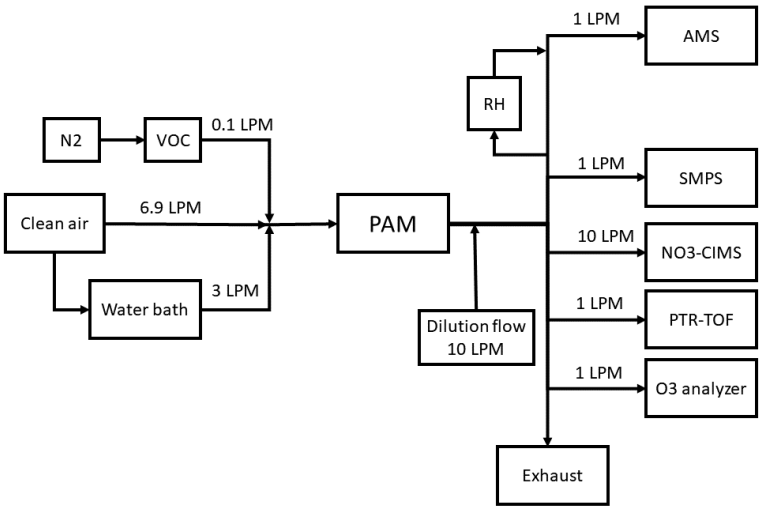 1 LPM
AMS
RH
0.1 LPM
N2
VOC
1 LPM
SMPS
Clean air
6.9 LPM
PAM
10 LPM
NO3-CIMS
Water bath
3 LPM
Dilution flow
10 LPM
1 LPM
PTR-TOF
1 LPM
O3 analyzer
Exhaust